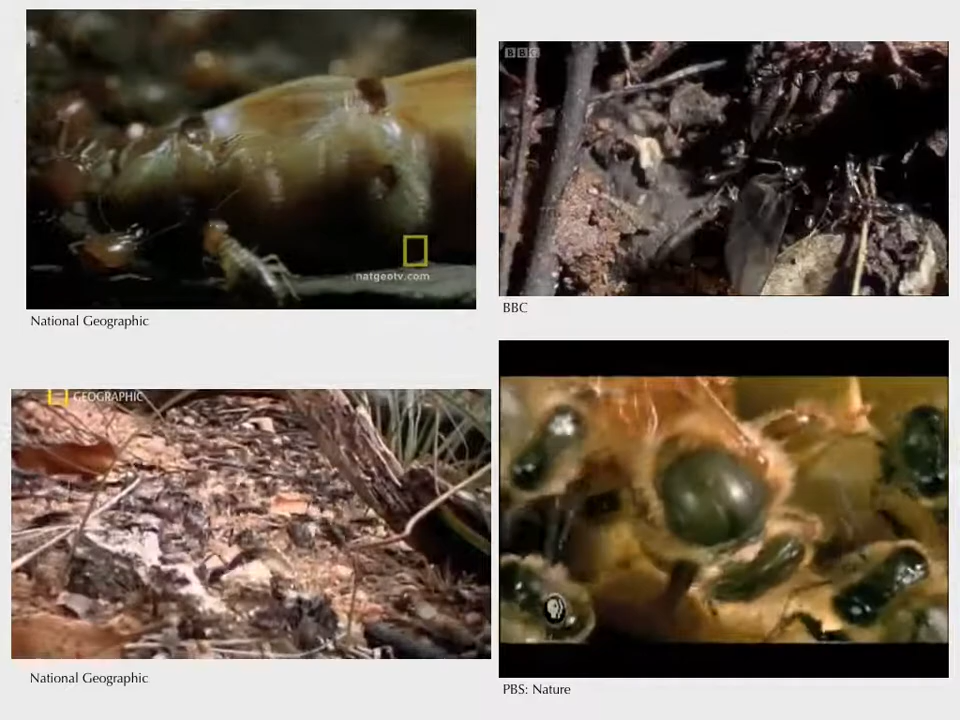 BBC
natgeotv.com
National Geographic
BBC
GEOGRAPHIC
National Geographic
PBS: Nature